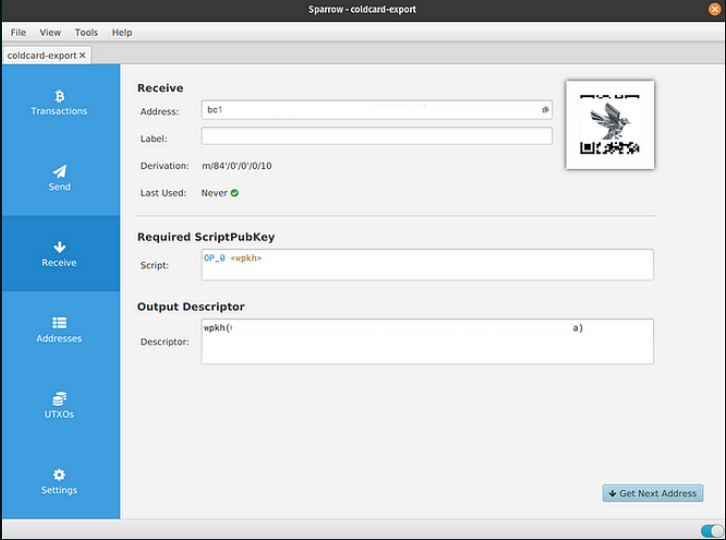 Sparrow - coldcard-export
File View Tools Help
coldcard-export
Transactions
Send
Receive
Addresses
UTXOs
Settings
Receive
Address: bc1
Label:
Derivation: m/84'/0'/0'/0/10
Last Used: Never
Required ScriptPubKey
Script: OP_0 <wpkh>
Output Descriptor
Descriptor: wpkh( a)
Get Next Address